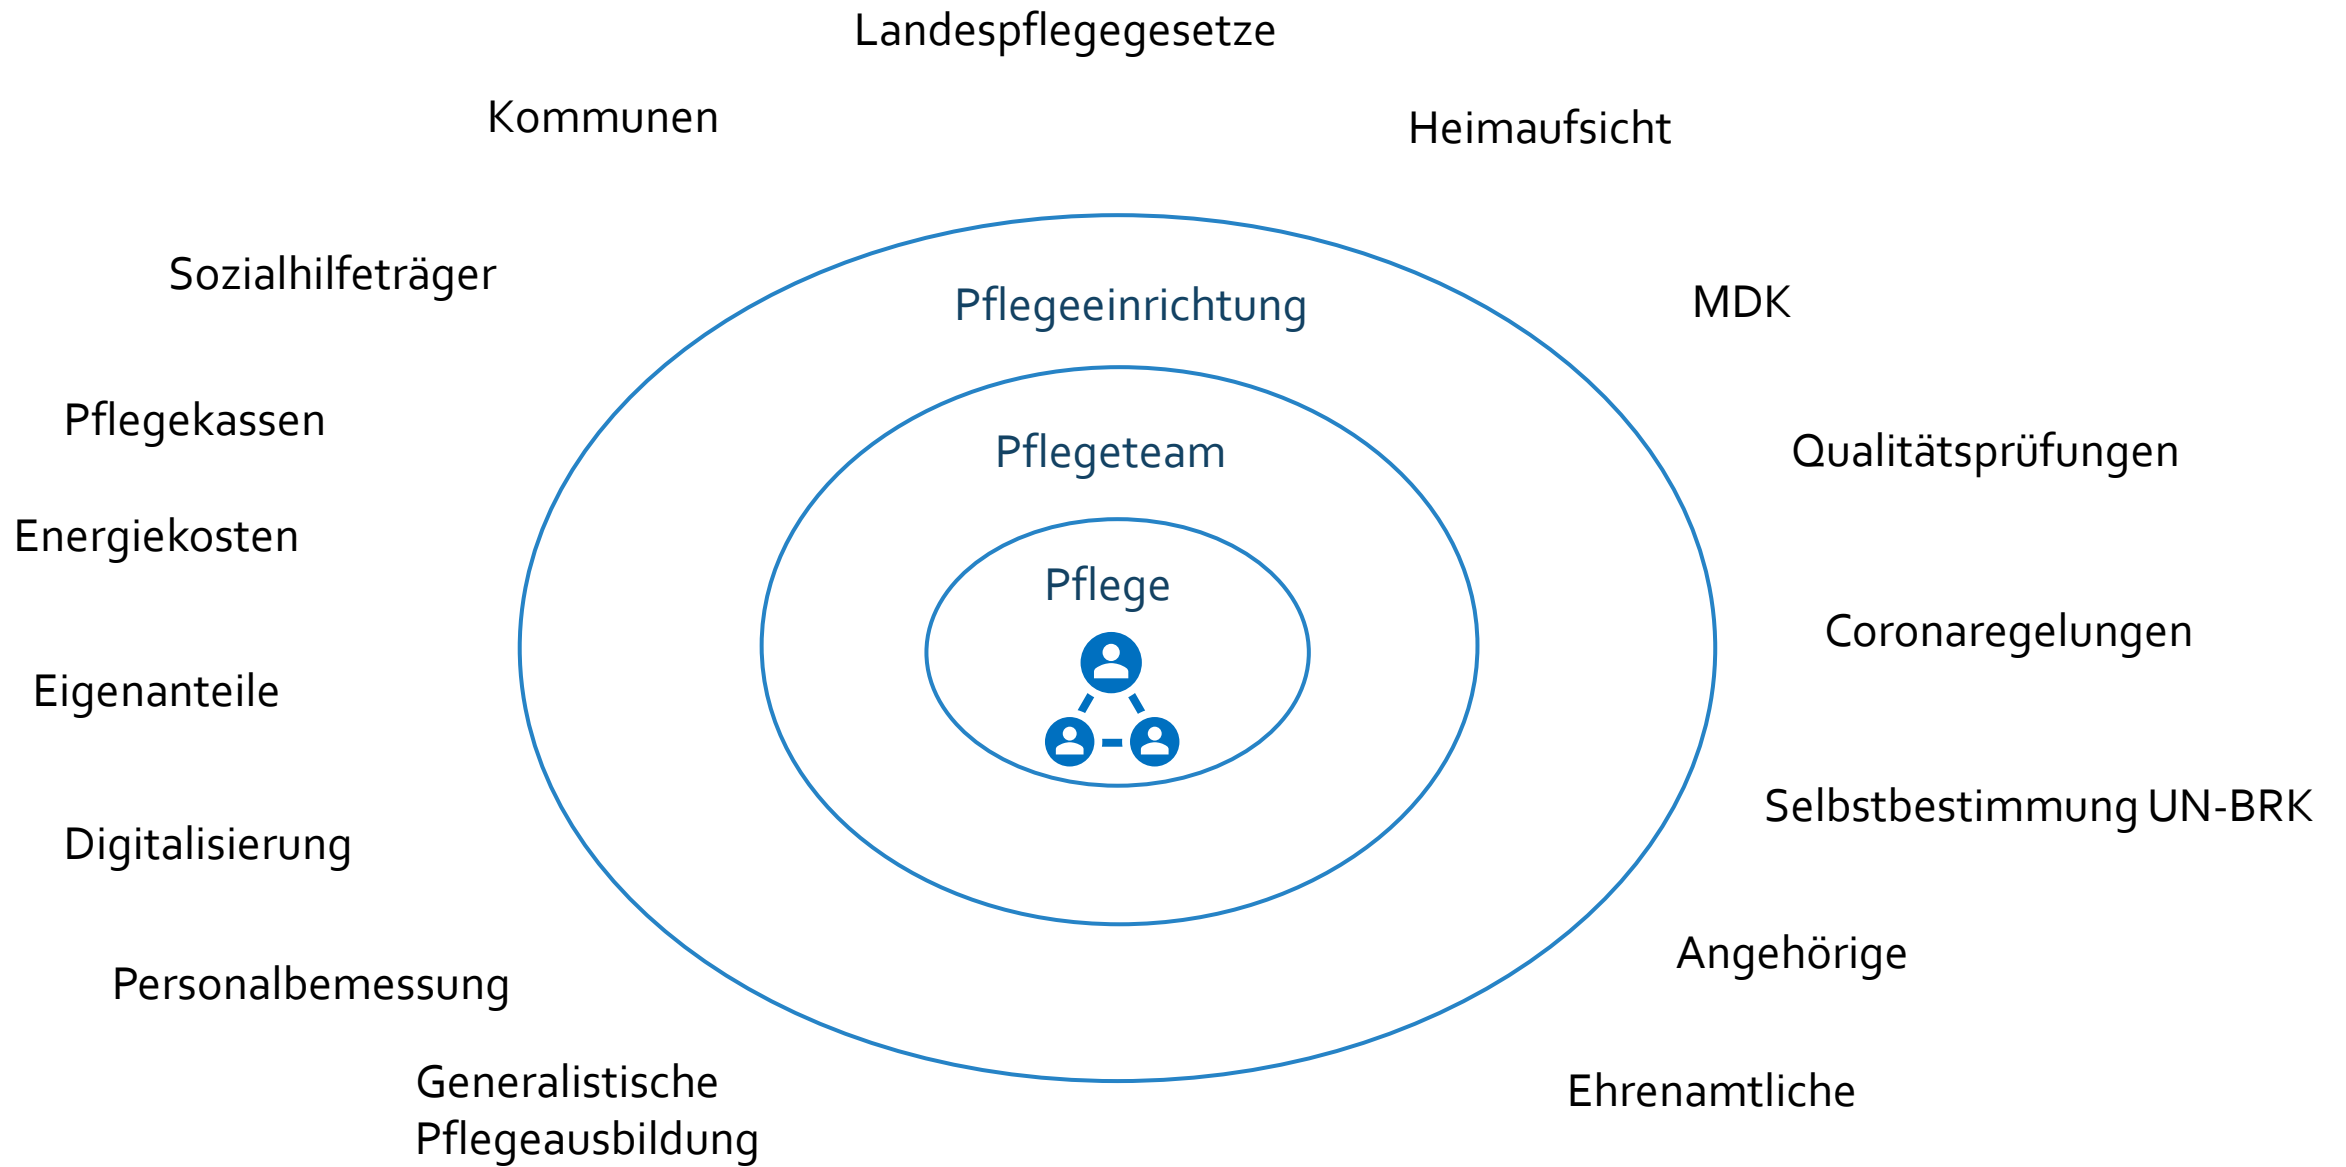 Landespflegegesetze
Kommunen
Heimaufsicht
Sozialhilfeträger
Pflegeeinrichtung
MDK
Pflegekassen
Pflegeteam
Qualitätsprüfungen
Energiekosten
Pflege
Coronaregelungen
Eigenanteile
Selbstbestimmung UN-BRK
Digitalisierung
Angehörige
Personalbemessung
Generalistische
Pflegeausbildung
Ehrenamtliche